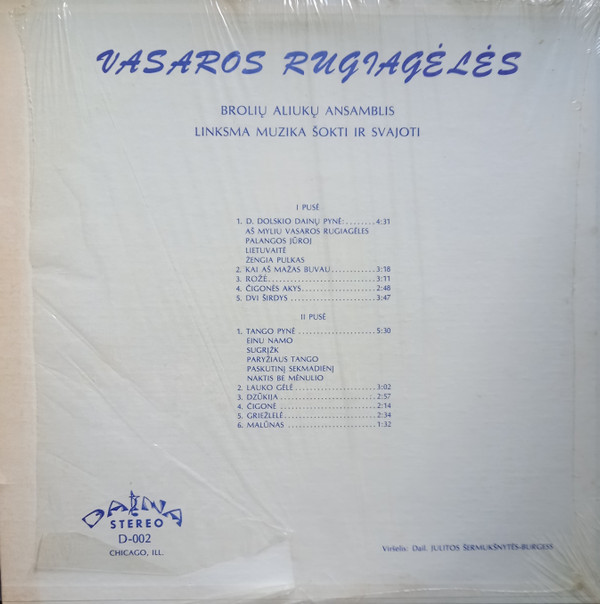 VASAROS RUGIAGĖLĖS
BROLIŲ ALIUKŲ ANSAMBLIS
LINKSMA MUZIKA ŠOKTI IR SVAJOTI
I PUSĖ
1. D. DOLSKIO DAINŲ PYNĖ:........4:31
AŠ MYLIU VASAROS RUGIAGĖLES
PALANGOS JŪROJ
LIETUVAITĖ
ŽENGIA PULKAS
2. KAI AŠ MAŽAS BUVAU............3:18
3. ROŽĖ............................3:11
4. ČIGONĖS AKYS...................2:48
5. DVI ŠIRDYS......................3:47
II PUSĖ
1. TANGO PYNĖ....................5:30
EINU NAMO
SUGRĮŽK
PARYŽIAUS TANGO
PASKUTINĮ SEKMADIENĮ
NAKTIS BE MĖNULIO
2. LAUKO GĖLĖ.....................3:02
3. DZŪKIJA.........................2:57
4. ČIGONĖ.........................2:14
5. GRIEŽLELĖ......................2:34
6. MALŪNAS........................1:32
DAINA
STEREO
D-002
CHICAGO, ILL.
Viršelis: Dail. JULITOS ŠERMUKŠNYTĖS-BURGESS